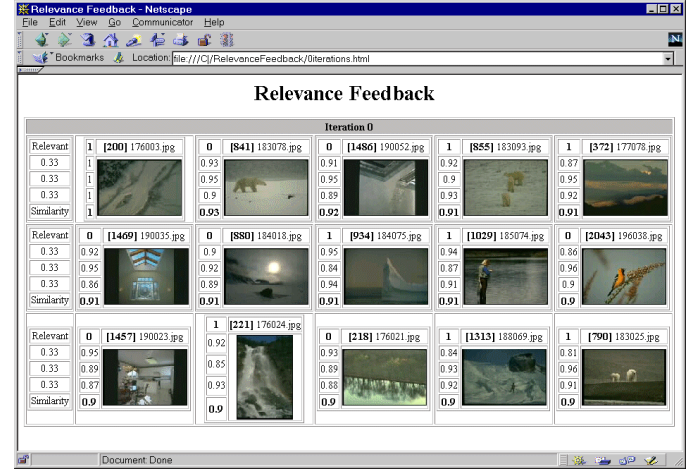 Relevance Feedback - Netscape
File Edit View Go Communicator Help
N
Bookmarks Location: file:///C|/RelevanceFeedback/0iterations.html
Relevance Feedback
Iteration 0
Relevant 1 [200] 176003.jpg 0 [841] 183078.jpg 0 [1486] 190052.jpg 1 [855] 183093.jpg 1 [372] 177078.jpg
0.33 1 0.93 0.91 0.92 0.87
0.33 1 0.95 0.95 0.9 0.95
0.33 1 0.9 0.89 0.93 0.92
Similarity 1 0.93 0.92 0.91 0.91
Relevant 0 [1469] 190035.jpg 0 [880] 184018.jpg 1 [934] 184075.jpg 1 [1029] 185074.jpg 0 [2043] 196038.jpg
0.33 0.92 0.9 0.95 0.94 0.86
0.33 0.95 0.92 0.84 0.87 0.96
0.33 0.86 0.89 0.94 0.91 0.9
Similarity 0.91 0.91 0.91 0.91 0.9
Relevant 0 [1457] 190023.jpg 1 [221] 176024.jpg 0 [218] 176021.jpg 1 [1313] 188069.jpg 1 [790] 183025.jpg
0.33 0.95 0.92 0.93 0.84 0.81
0.33 0.89 0.85 0.89 0.93 0.96
0.33 0.87 0.93 0.88 0.92 0.91
Similarity 0.9 0.9 0.9 0.9 0.9
Document: Done